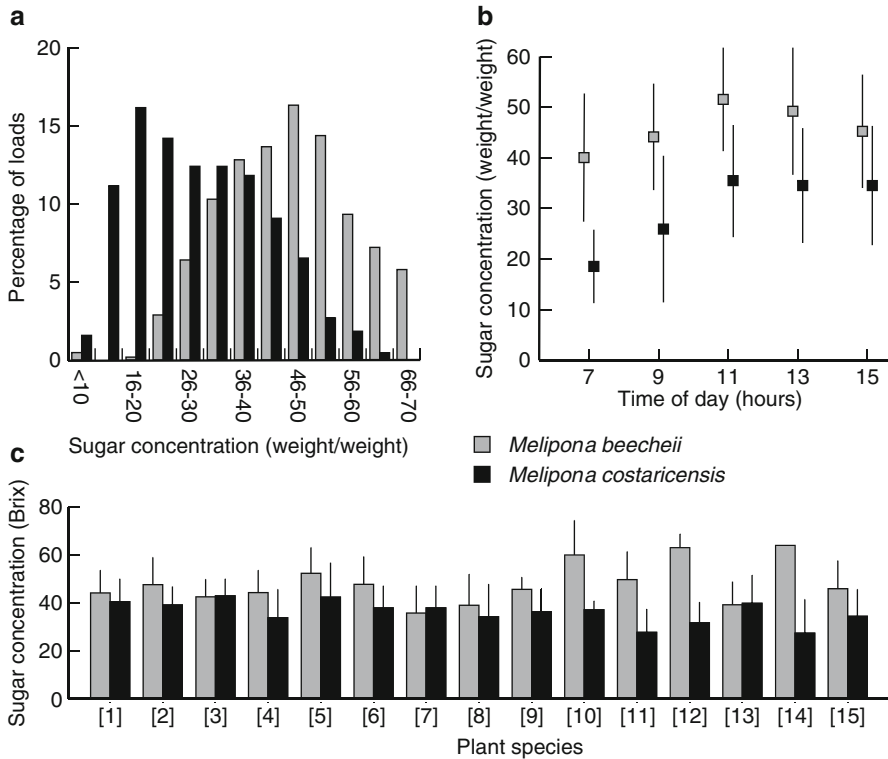 a
20
15
10
5
0
Percentage of loads
<10
16-20
26-30
36-40
46-50
56-60
66-70
Sugar concentration (weight/weight)
b
60
50
40
30
20
10
0
Sugar concentration (weight/weight)
7 9 11 13 15
Time of day (hours)
Melipona beecheii
Melipona costaricensis
c
80
60
40
20
0
Sugar concentration (Brix)
[1] [2] [3] [4] [5] [6] [7] [8] [9] [10] [11] [12] [13] [14] [15]
Plant species